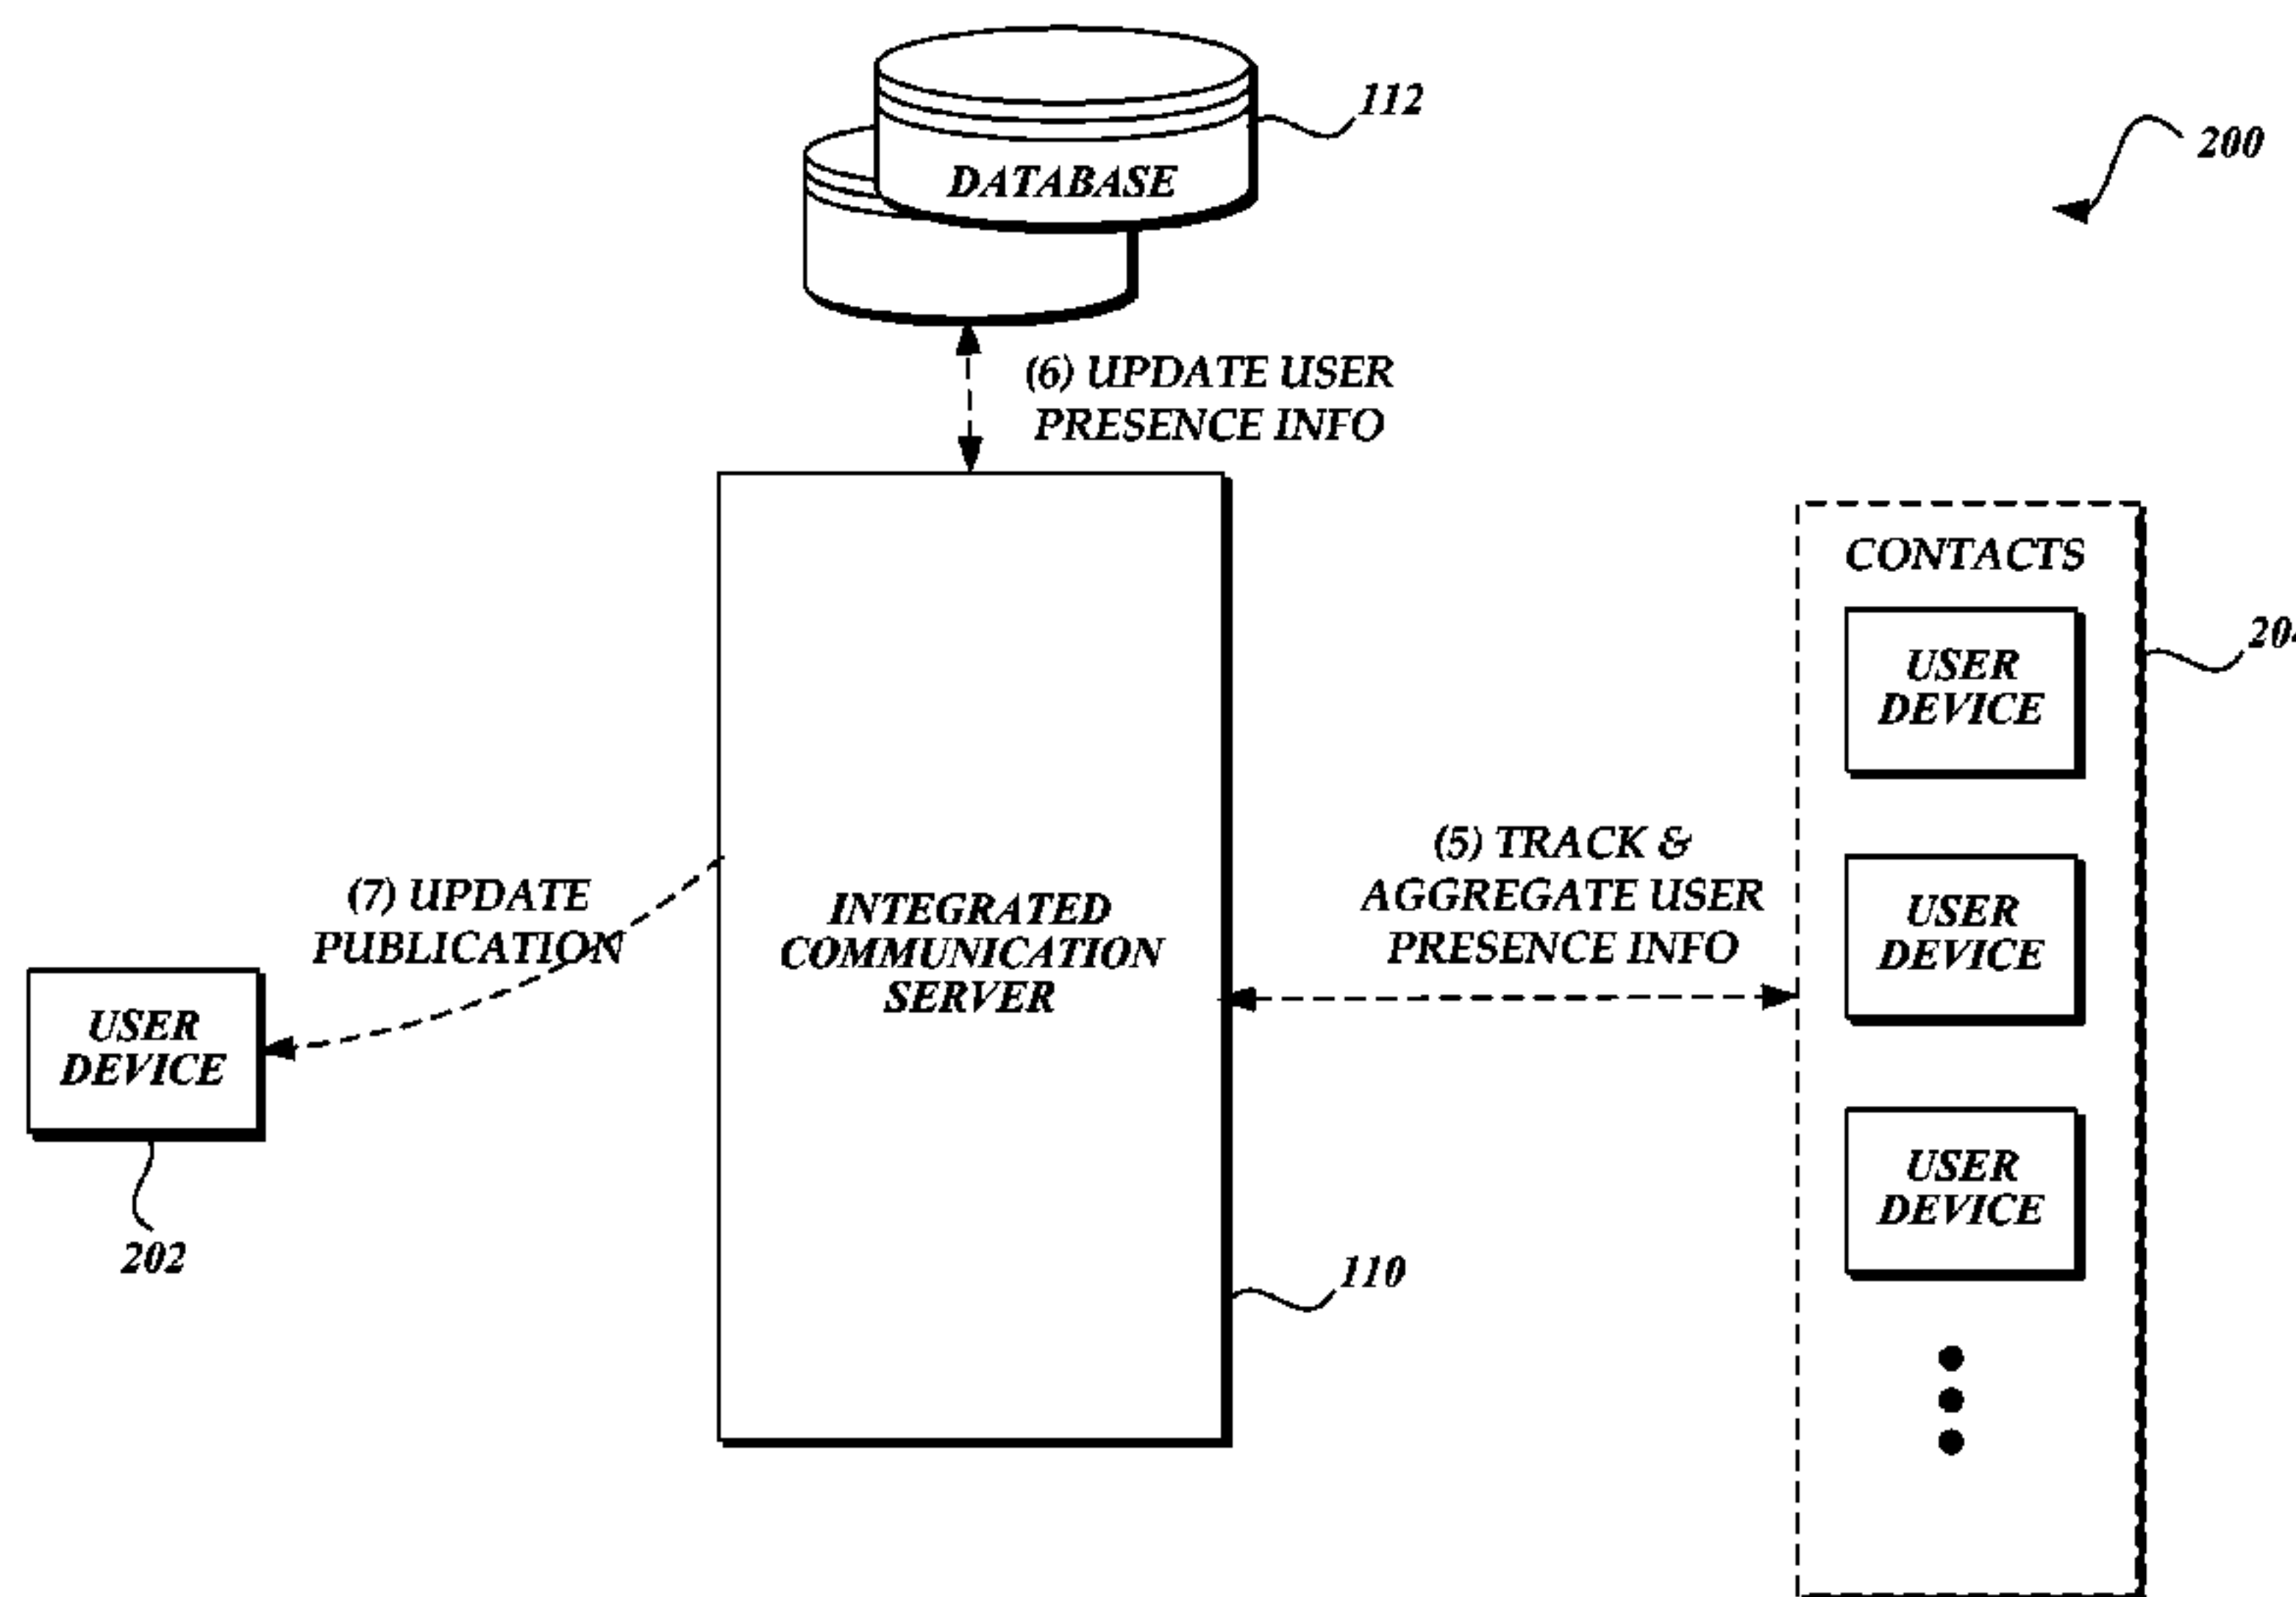 112
200
DATABASE
(6) UPDATE USER
PRESENCE INFO
CONTACTS
USER
DEVICE
(5) TRACK &
AGGREGATE USER
PRESENCE INFO
USER
DEVICE
(7) UPDATE
PUBLICATION
INTEGRATED
COMMUNICATION
SERVER
USER
DEVICE
202
USER
DEVICE
110